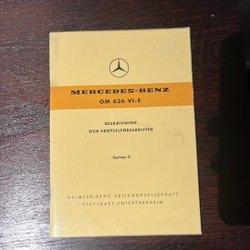 MERCEDES-BENZ
OM 636 VI-E
BESKRIVNING
OCH SKÖTSELFÖRESKRIFTER
Upplaga D
DAIMLER-BENZ AKTIENGESELLSCHAFT
STUTTGART-UNTERTÜRKHEIM